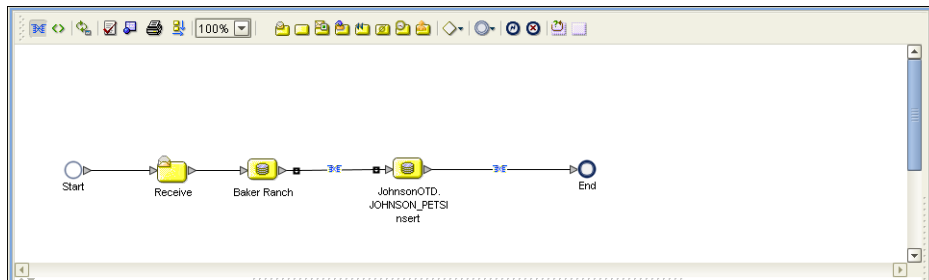 100%
Start
Receive
Baker Ranch
JohnsonOTD.
JOHNSON_PETSI
nsert
End